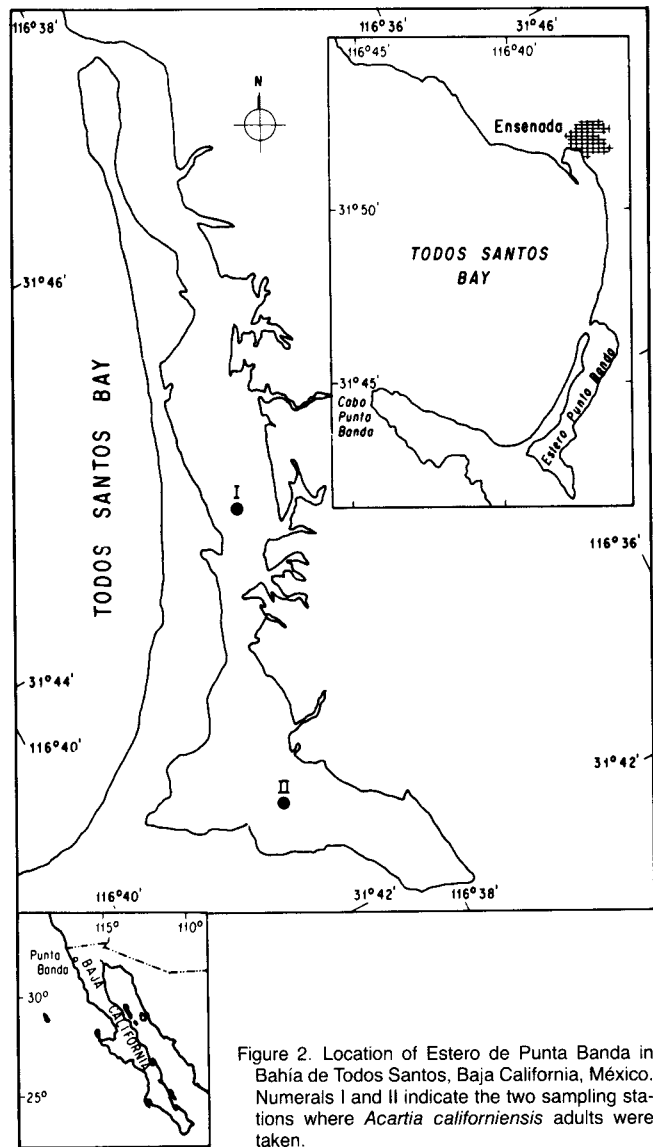 116° 38'
116° 36'
31° 46'
116° 45'
116° 40'
N
Ensenada
31° 50'
TODOS SANTOS
BAY
31° 46'
31° 45'
Cabo
Punta
Banda
Estero Punta Banda
TODOS SANTOS BAY
I
116° 36'
31° 44'
116° 40'
31° 42'
II
116° 40'
31° 42'
116° 38'
115°
110°
Punta
Banda
BAJA CALIFORNIA
30°
25°
Figure 2. Location of Estero de Punta Banda in
Bahía de Todos Santos, Baja California, México.
Numerals I and II indicate the two sampling sta-
tions where Acartia californiensis adults were
taken.